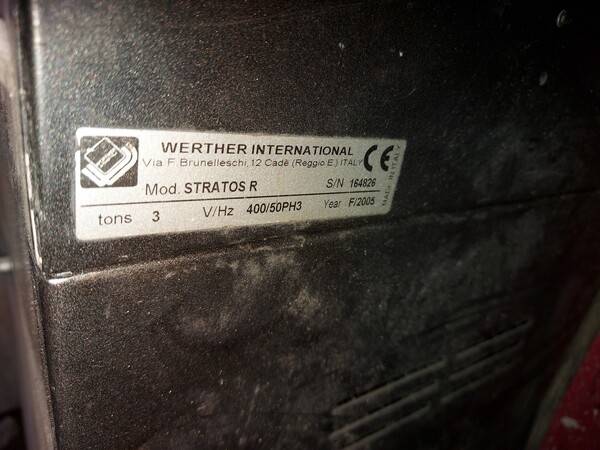 WERTHER INTERNATIONAL
Via F.Brunelleschi,12 Cadè (Reggio E.) ITALY
CE
MADE IN ITALY
Mod. STRATOS R S/N 164826
tons 3 V/Hz 400/50PH3 Year F/2005